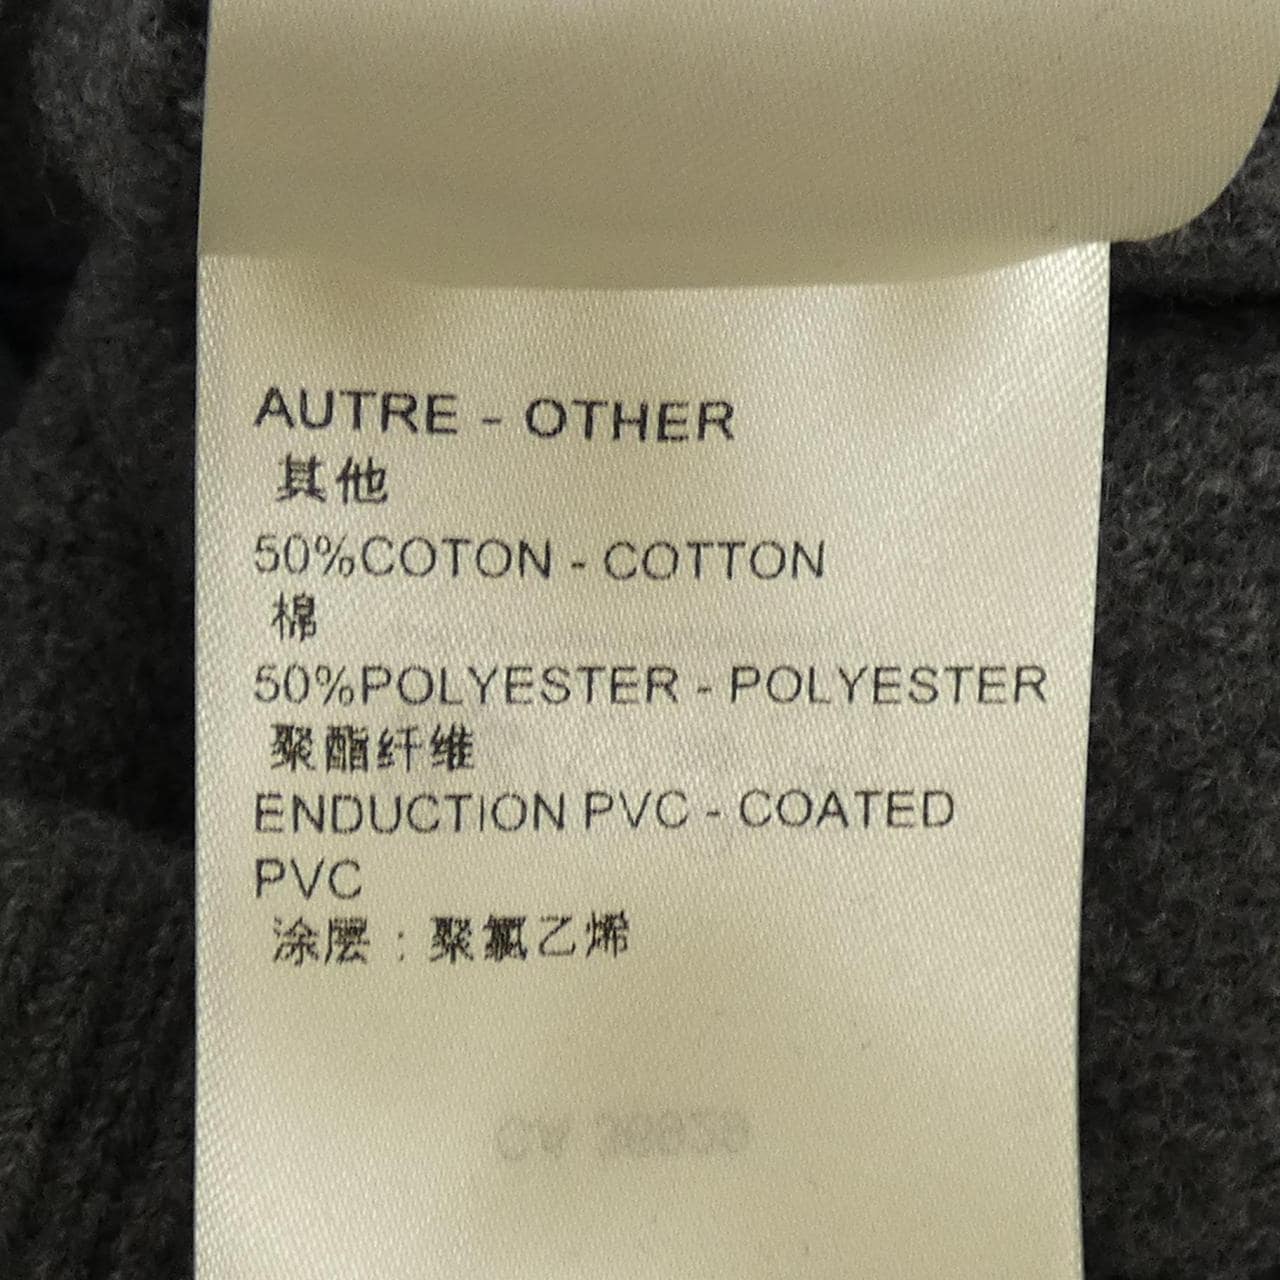 AUTRE - OTHER
其他
50%COTON - COTTON
棉
50%POLYESTER - POLYESTER
聚酯纤维
ENDUCTION PVC - COATED
PVC
涂层:聚氯乙烯